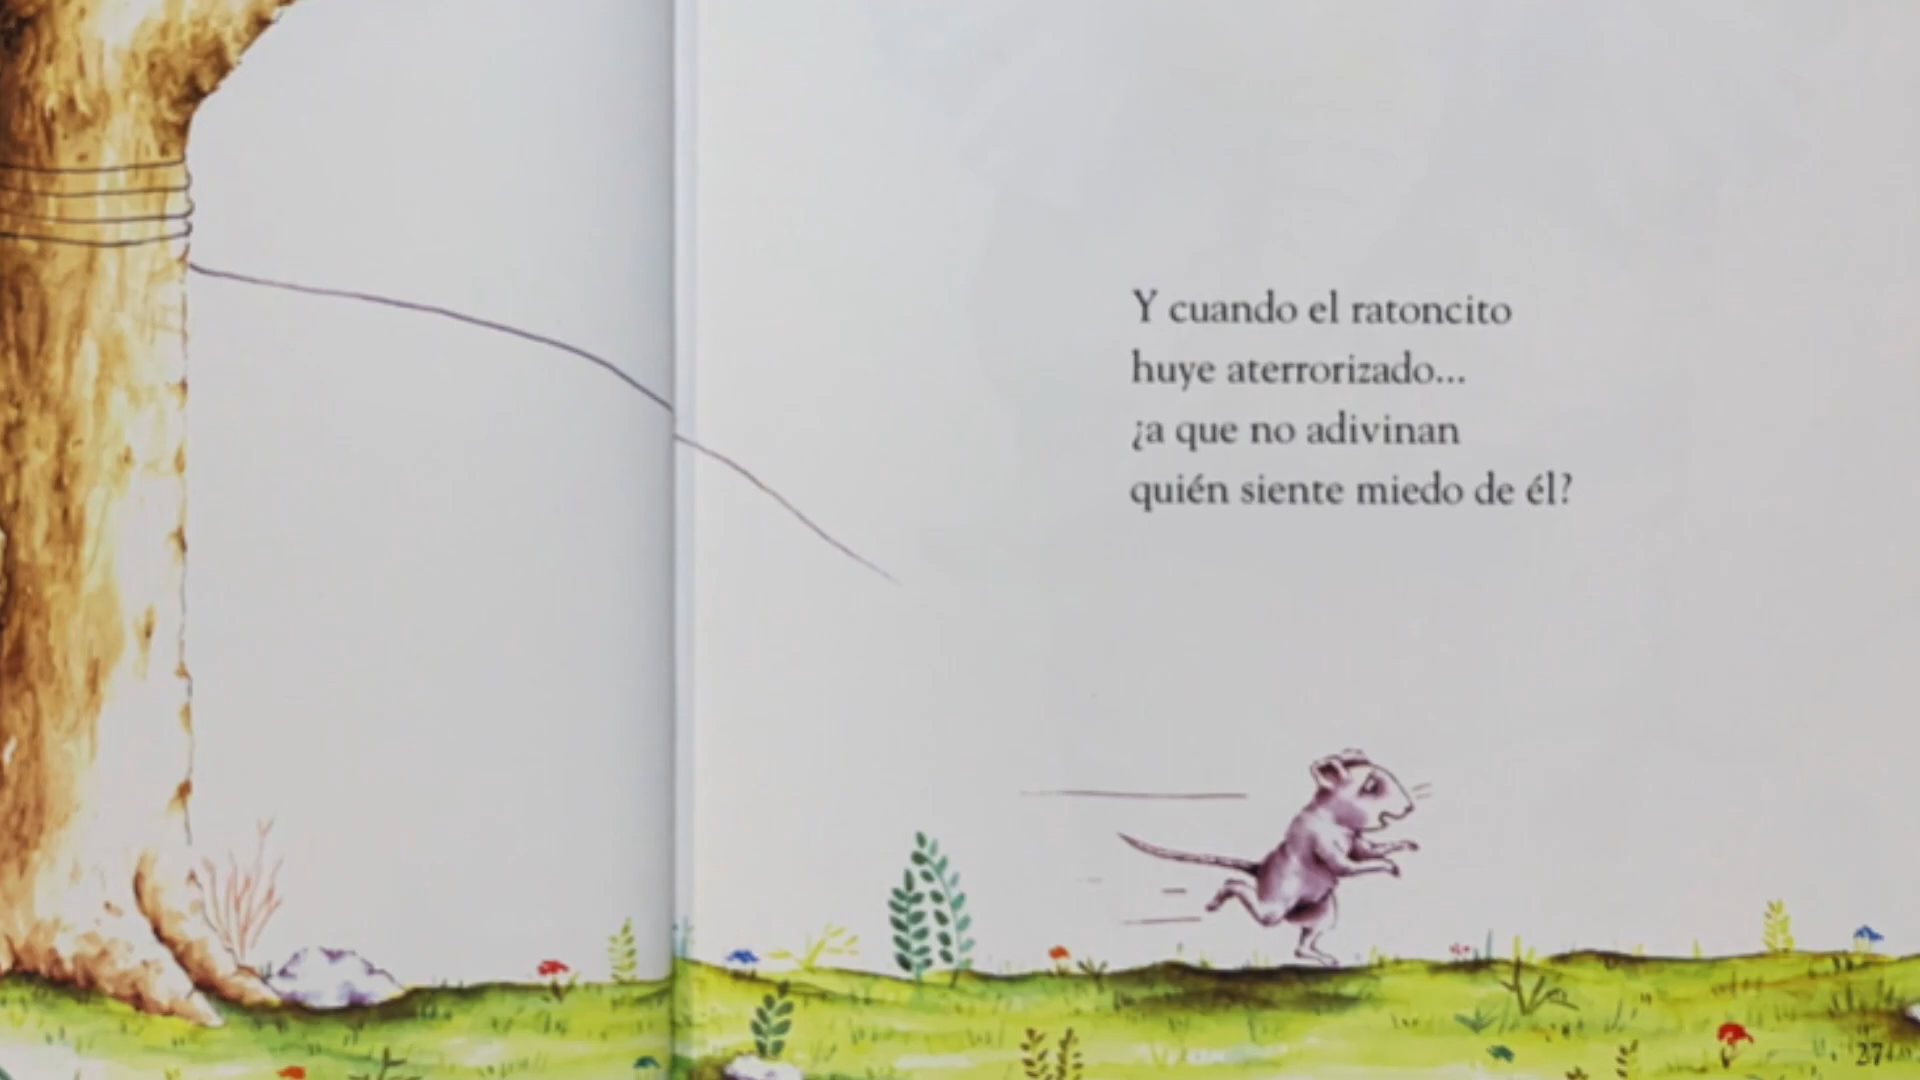 Y cuando el ratoncito
huye aterrorizado...
¿a que no adivinan
quién siente miedo de él?
27